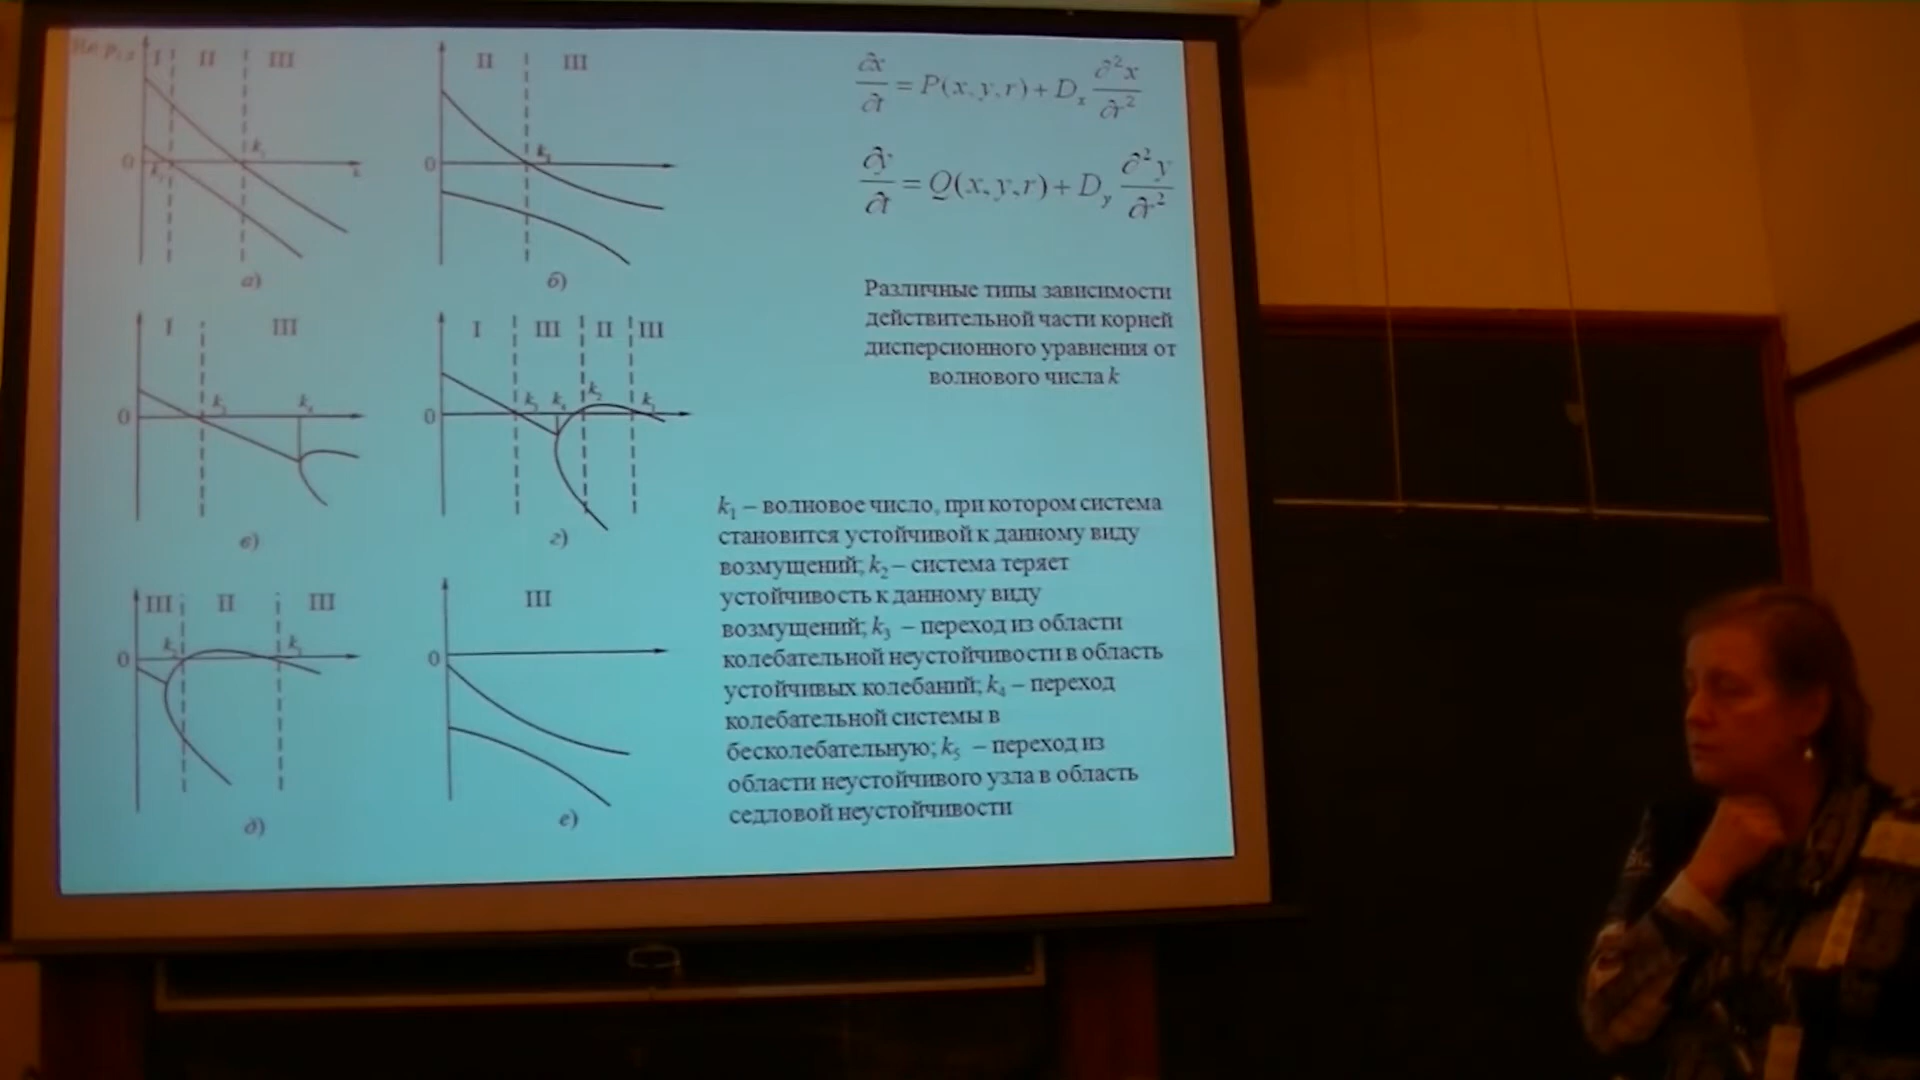 Re p₁,₂
I II III
0
k₁
k
а)
II III
0
k₁
б)
I III
0
k₃
k₄
в)
I III II III
0
k₃ k₄ k₂ k₁
г)
III II III
0
k₂
k₁
д)
III
0
е)
∂x/∂t = P(x, y, r) + Dₓ ∂²x/∂r²
∂y/∂t = Q(x, y, r) + D_y ∂²y/∂r²
Различные типы зависимости
действительной части корней
дисперсионного уравнения от
волнового числа k
k₁ – волновое число, при котором система
становится устойчивой к данному виду
возмущений; k₂ – система теряет
устойчивость к данному виду
возмущений; k₃ – переход из области
колебательной неустойчивости в область
устойчивых колебаний; k₄ – переход
колебательной системы в
бесколебательную; k₅ – переход из
области неустойчивого узла в область
седловой неустойчивости